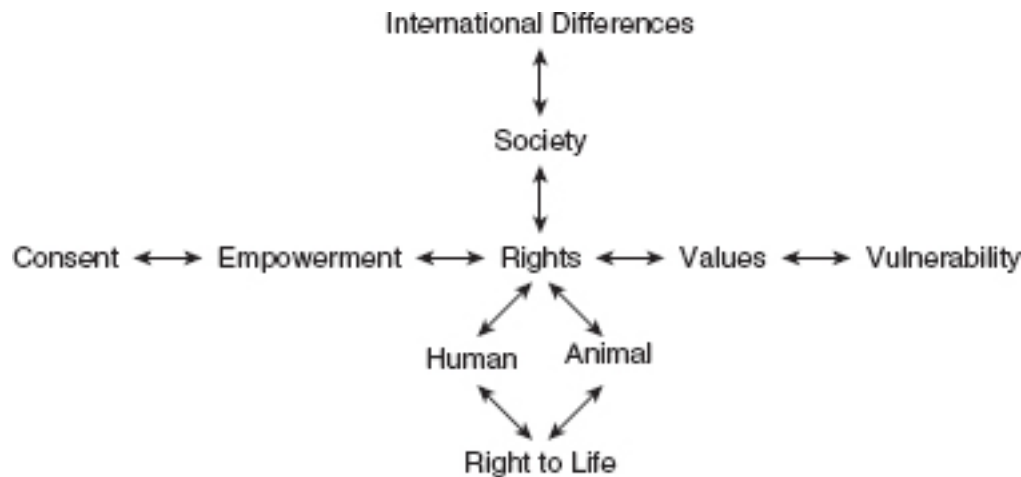 International Differences
Society
Consent Empowerment Rights Values Vulnerability
Human Animal
Right to Life